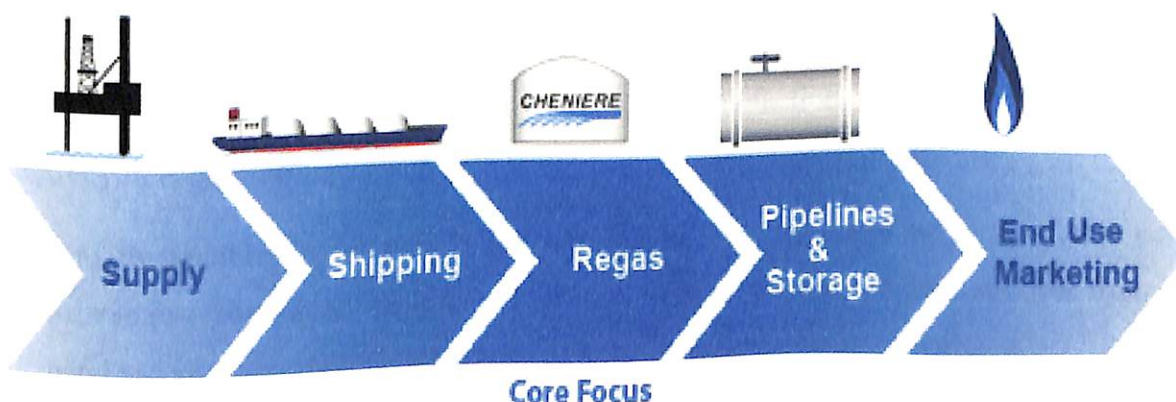 CHENIERE
Supply
Shipping
Regas
Pipelines
&
Storage
End Use
Marketing
Core Focus